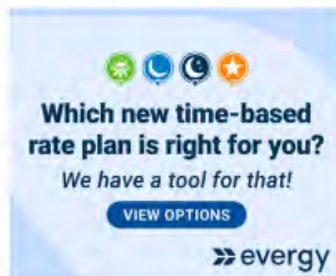 Which new time-based
rate plan is right for you?
We have a tool for that!
VIEW OPTIONS
evergy